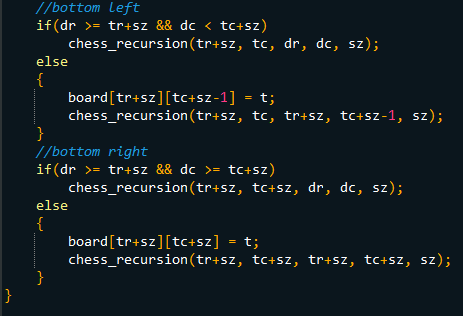 //bottom left
if(dr >= tr+sz && dc < tc+sz)
chess_recursion(tr+sz, tc, dr, dc, sz);
else
{
board[tr+sz][tc+sz-1] = t;
chess_recursion(tr+sz, tc, tr+sz, tc+sz-1, sz);
}
//bottom right
if(dr >= tr+sz && dc >= tc+sz)
chess_recursion(tr+sz, tc+sz, dr, dc, sz);
else
{
board[tr+sz][tc+sz] = t;
chess_recursion(tr+sz, tc+sz, tr+sz, tc+sz, sz);
}
}